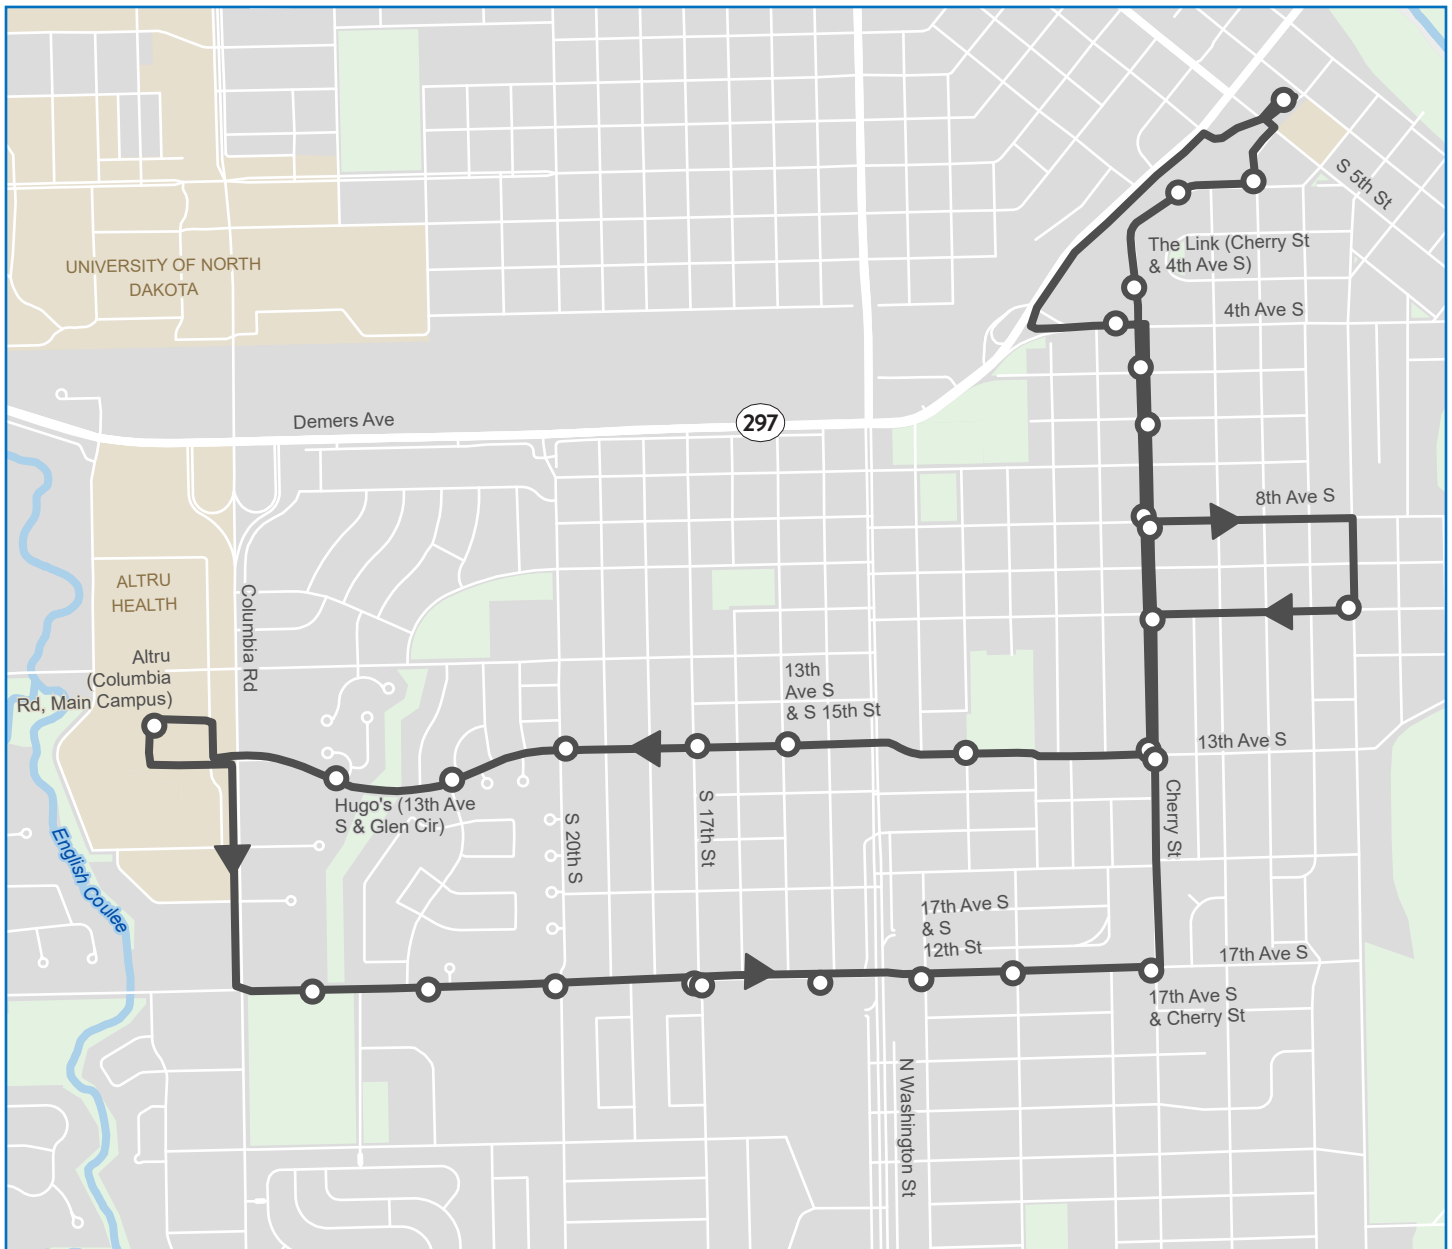 S 5th St
The Link (Cherry St
& 4th Ave S)
UNIVERSITY OF NORTH
DAKOTA
4th Ave S
Demers Ave
297
8th Ave S
ALTRU
HEALTH
Columbia Rd
Altru
(Columbia
Rd, Main Campus)
13th
Ave S
& S 15th St
13th Ave S
Hugo's (13th Ave
S & Glen Cir)
S 20th S
S 17th St
Cherry St
English Coulee
17th Ave S
& S
12th St
17th Ave S
17th Ave S
& Cherry St
N Washington St